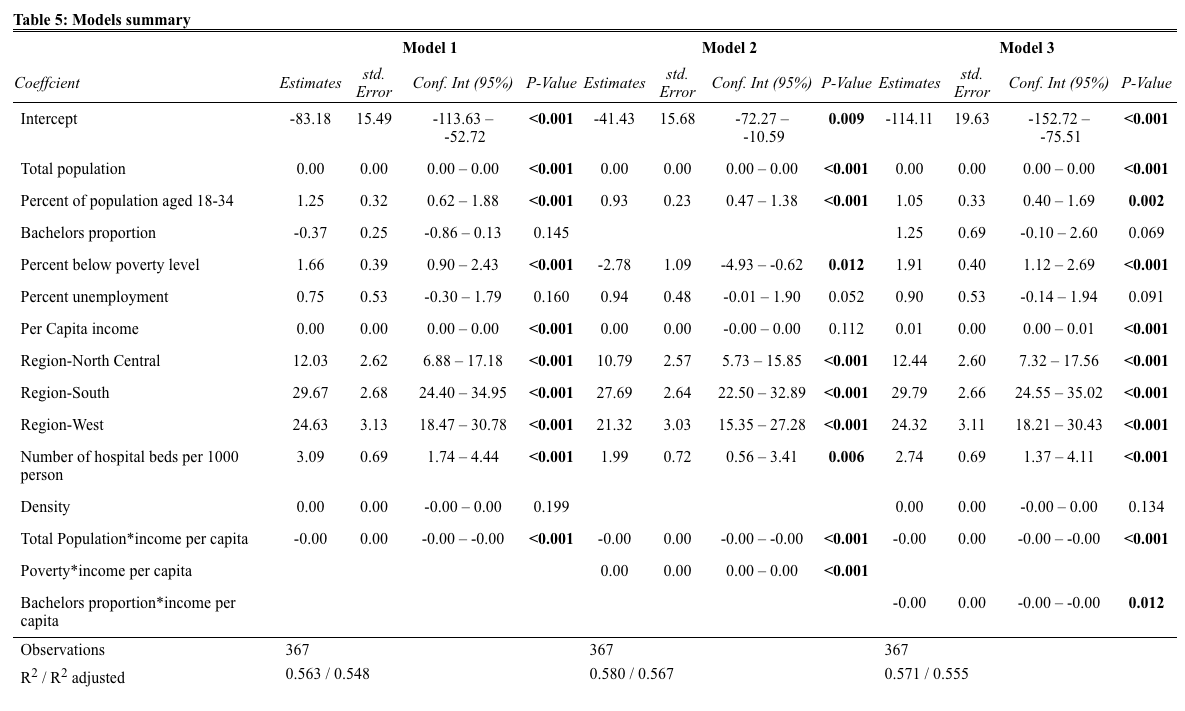 Table 5: Models summary
Model 1 Model 2 Model 3
Coeffcient Estimates std. Error Conf. Int (95%) P-Value Estimates std. Error Conf. Int (95%) P-Value Estimates std. Error Conf. Int (95%) P-Value
Intercept -83.18 15.49 -113.63 – -52.72 <0.001 -41.43 15.68 -72.27 – -10.59 0.009 -114.11 19.63 -152.72 – -75.51 <0.001
Total population 0.00 0.00 0.00 – 0.00 <0.001 0.00 0.00 0.00 – 0.00 <0.001 0.00 0.00 0.00 – 0.00 <0.001
Percent of population aged 18-34 1.25 0.32 0.62 – 1.88 <0.001 0.93 0.23 0.47 – 1.38 <0.001 1.05 0.33 0.40 – 1.69 0.002
Bachelors proportion -0.37 0.25 -0.86 – 0.13 0.145 1.25 0.69 -0.10 – 2.60 0.069
Percent below poverty level 1.66 0.39 0.90 – 2.43 <0.001 -2.78 1.09 -4.93 – -0.62 0.012 1.91 0.40 1.12 – 2.69 <0.001
Percent unemployment 0.75 0.53 -0.30 – 1.79 0.160 0.94 0.48 -0.01 – 1.90 0.052 0.90 0.53 -0.14 – 1.94 0.091
Per Capita income 0.00 0.00 0.00 – 0.00 <0.001 0.00 0.00 -0.00 – 0.00 0.112 0.01 0.00 0.00 – 0.01 <0.001
Region-North Central 12.03 2.62 6.88 – 17.18 <0.001 10.79 2.57 5.73 – 15.85 <0.001 12.44 2.60 7.32 – 17.56 <0.001
Region-South 29.67 2.68 24.40 – 34.95 <0.001 27.69 2.64 22.50 – 32.89 <0.001 29.79 2.66 24.55 – 35.02 <0.001
Region-West 24.63 3.13 18.47 – 30.78 <0.001 21.32 3.03 15.35 – 27.28 <0.001 24.32 3.11 18.21 – 30.43 <0.001
Number of hospital beds per 1000 person 3.09 0.69 1.74 – 4.44 <0.001 1.99 0.72 0.56 – 3.41 0.006 2.74 0.69 1.37 – 4.11 <0.001
Density 0.00 0.00 -0.00 – 0.00 0.199 0.00 0.00 -0.00 – 0.00 0.134
Total Population*income per capita -0.00 0.00 -0.00 – -0.00 <0.001 -0.00 0.00 -0.00 – -0.00 <0.001 -0.00 0.00 -0.00 – -0.00 <0.001
Poverty*income per capita 0.00 0.00 0.00 – 0.00 <0.001
Bachelors proportion*income per capita -0.00 0.00 -0.00 – -0.00 0.012
Observations 367 367 367
R2 / R2 adjusted 0.563 / 0.548 0.580 / 0.567 0.571 / 0.555